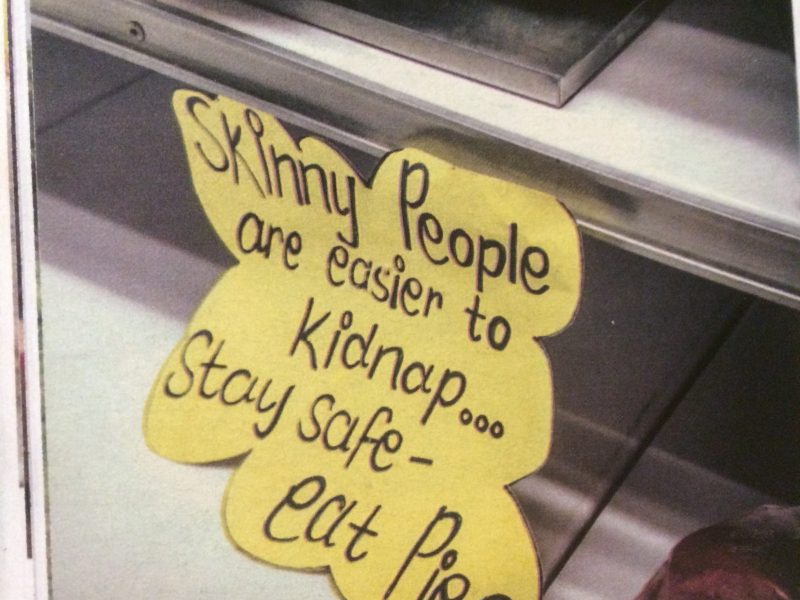 Skinny People
are easier to
Kidnap...
Stay safe-
eat